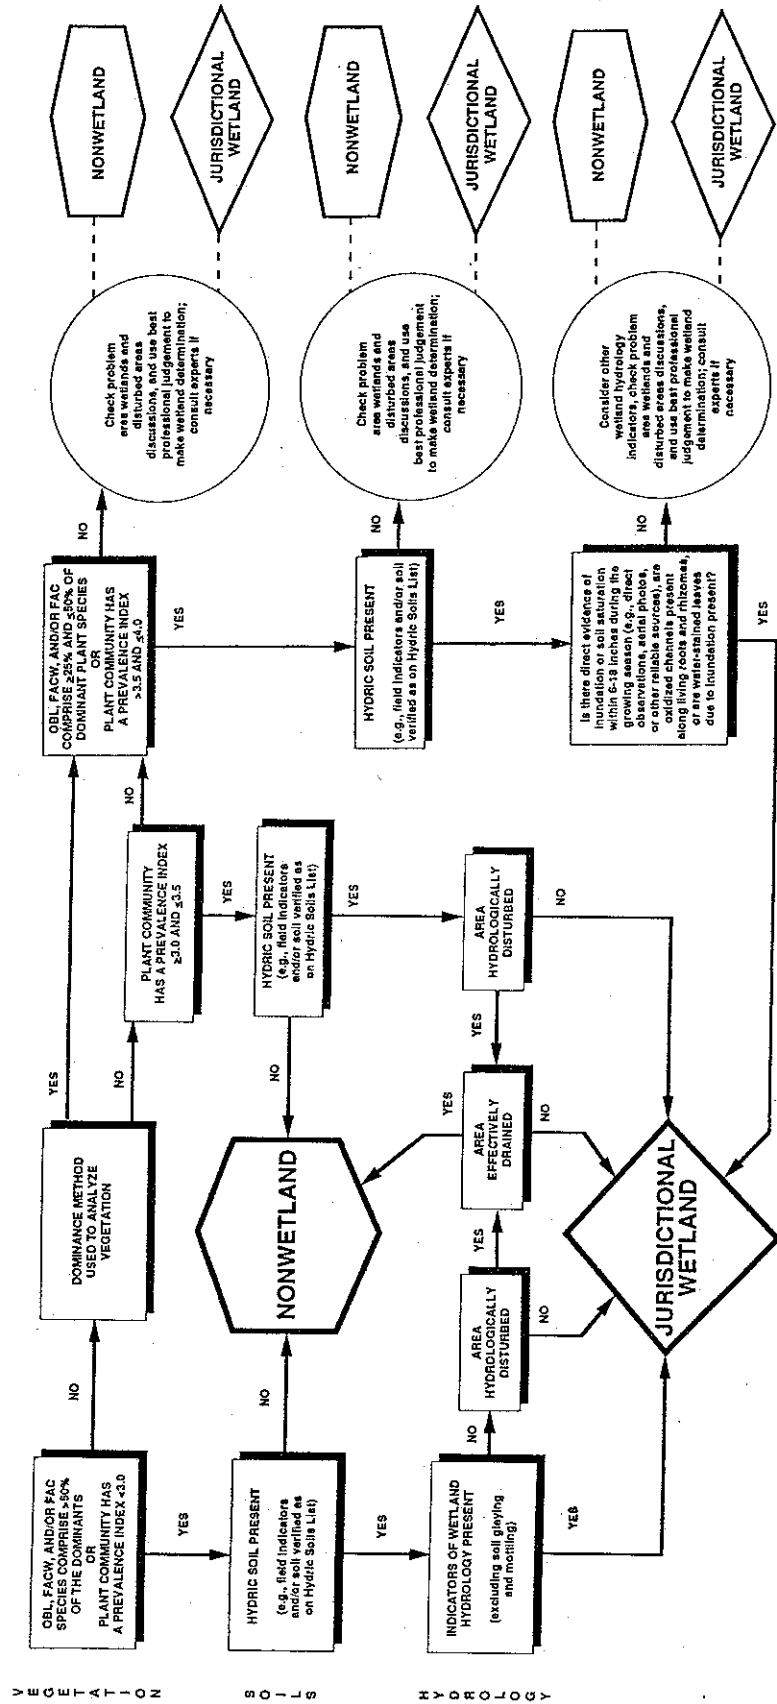 VEGETATION
OBL, FACW, AND/OR FAC
SPECIES COMPRISE >50%
OF THE DOMINANTS
OR
PLANT COMMUNITY HAS
A PREVALENCE INDEX <3.0
NO
YES
DOMINANCE METHOD
USED TO ANALYZE
VEGETATION
YES
NO
PLANT COMMUNITY
HAS A PREVALENCE INDEX
≥3.0 AND ≤3.5
NO
YES
OBL, FACW, AND/OR FAC
COMPRISE ≥25% AND ≤50% OF
DOMINANT PLANT SPECIES
OR
PLANT COMMUNITY HAS
A PREVALENCE INDEX
>3.5 AND ≤4.0
NO
YES
Check problem
area wetlands and
disturbed areas
discussions, and use best
professional judgement to
make wetland determination;
consult experts if
necessary
NONWETLAND
JURISDICTIONAL
WETLAND
SOILS
HYDRIC SOIL PRESENT
(e.g., field indicators
and/or soil verified as
on Hydric Soils List)
NO
YES
NONWETLAND
NO
HYDRIC SOIL PRESENT
(e.g., field indicators
and/or soil verified as
on Hydric Soils List)
YES
HYDRIC SOIL PRESENT
(e.g., field indicators and/or soil
verified as on Hydric Soils List)
NO
YES
Check problem
area wetlands and
disturbed areas
discussions, and use
best professional judgement
to make wetland determination;
consult experts if
necessary
NONWETLAND
JURISDICTIONAL
WETLAND
HYDROLOGY
INDICATORS OF WETLAND
HYDROLOGY PRESENT
(excluding soil gleying
and mottling)
NO
YES
AREA
HYDROLOGICALLY
DISTURBED
YES
NO
AREA
EFFECTIVELY
DRAINED
YES
NO
YES
AREA
HYDROLOGICALLY
DISTURBED
NO
JURISDICTIONAL
WETLAND
Is there direct evidence of
inundation or soil saturation
within 6-18 inches during the
growing season (e.g., direct
observations, aerial photos,
or other reliable sources), are
oxidized channels present
along living roots and rhizomes,
or are water-stained leaves
due to inundation present?
NO
YES
Consider other
wetland hydrology
indicators, check problem
area wetlands and
disturbed areas discussions,
and use best professional
judgement to make wetland
determination; consult
experts if
necessary
NONWETLAND
JURISDICTIONAL
WETLAND
YES